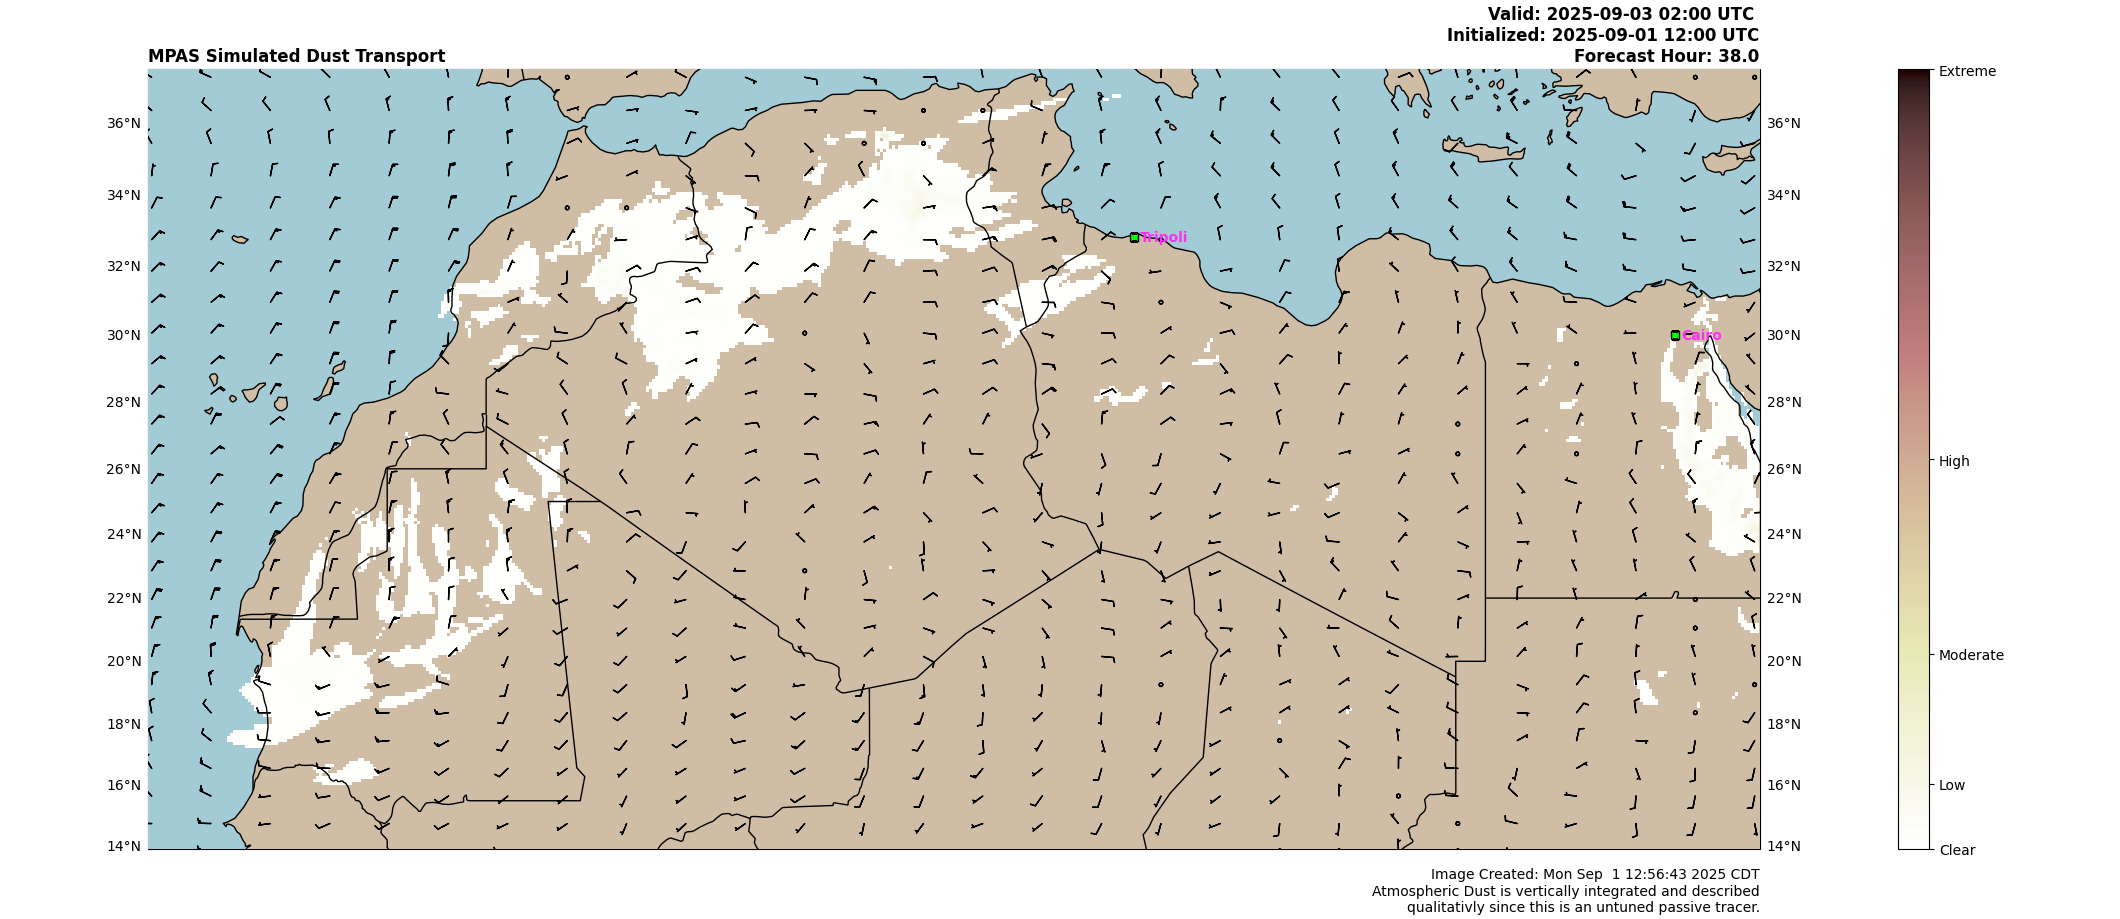 Valid: 2025-09-03 02:00 UTC
Initialized: 2025-09-01 12:00 UTC
MPAS Simulated Dust Transport
Forecast Hour: 38.0
Extreme
36°N
36°N
34°N
34°N
Tripoli
32°N
32°N
30°N
Cairo
30°N
28°N
28°N
26°N
26°N
High
24°N
24°N
22°N
22°N
20°N
20°N
Moderate
18°N
18°N
16°N
16°N
Low
14°N
14°N
Clear
Image Created: Mon Sep  1 12:56:43 2025 CDT
Atmospheric Dust is vertically integrated and described
qualitativly since this is an untuned passive tracer.